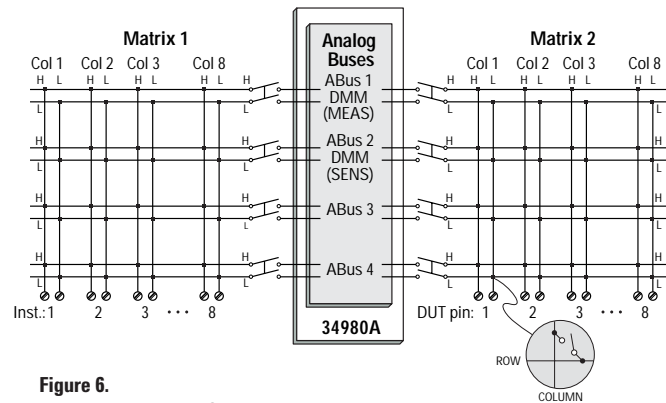 Matrix 1
Analog Buses
Matrix 2
Col 1 Col 2 Col 3 Col 8
H L H L H L H L
ABus 1
DMM
(MEAS)
ABus 2
DMM
(SENS)
ABus 3
ABus 4
Col 1 Col 2 Col 3 Col 8
H L H L H L H L
H H H H
L L L L
H H H H
L L L L
H H H H
L L L L
H H H H
L L L L
Inst.: 1 2 3 ··· 8
34980A
DUT pin: 1 2 3 ··· 8
ROW
COLUMN
Figure 6.